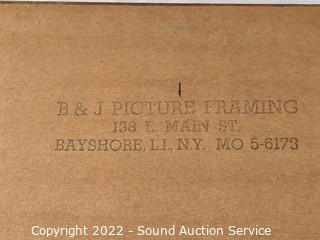 B & J PICTURE FRAMING
138 E. MAIN ST.
BAYSHORE, L.I., N.Y. MO 5-6173
Copyright 2022 - Sound Auction Service